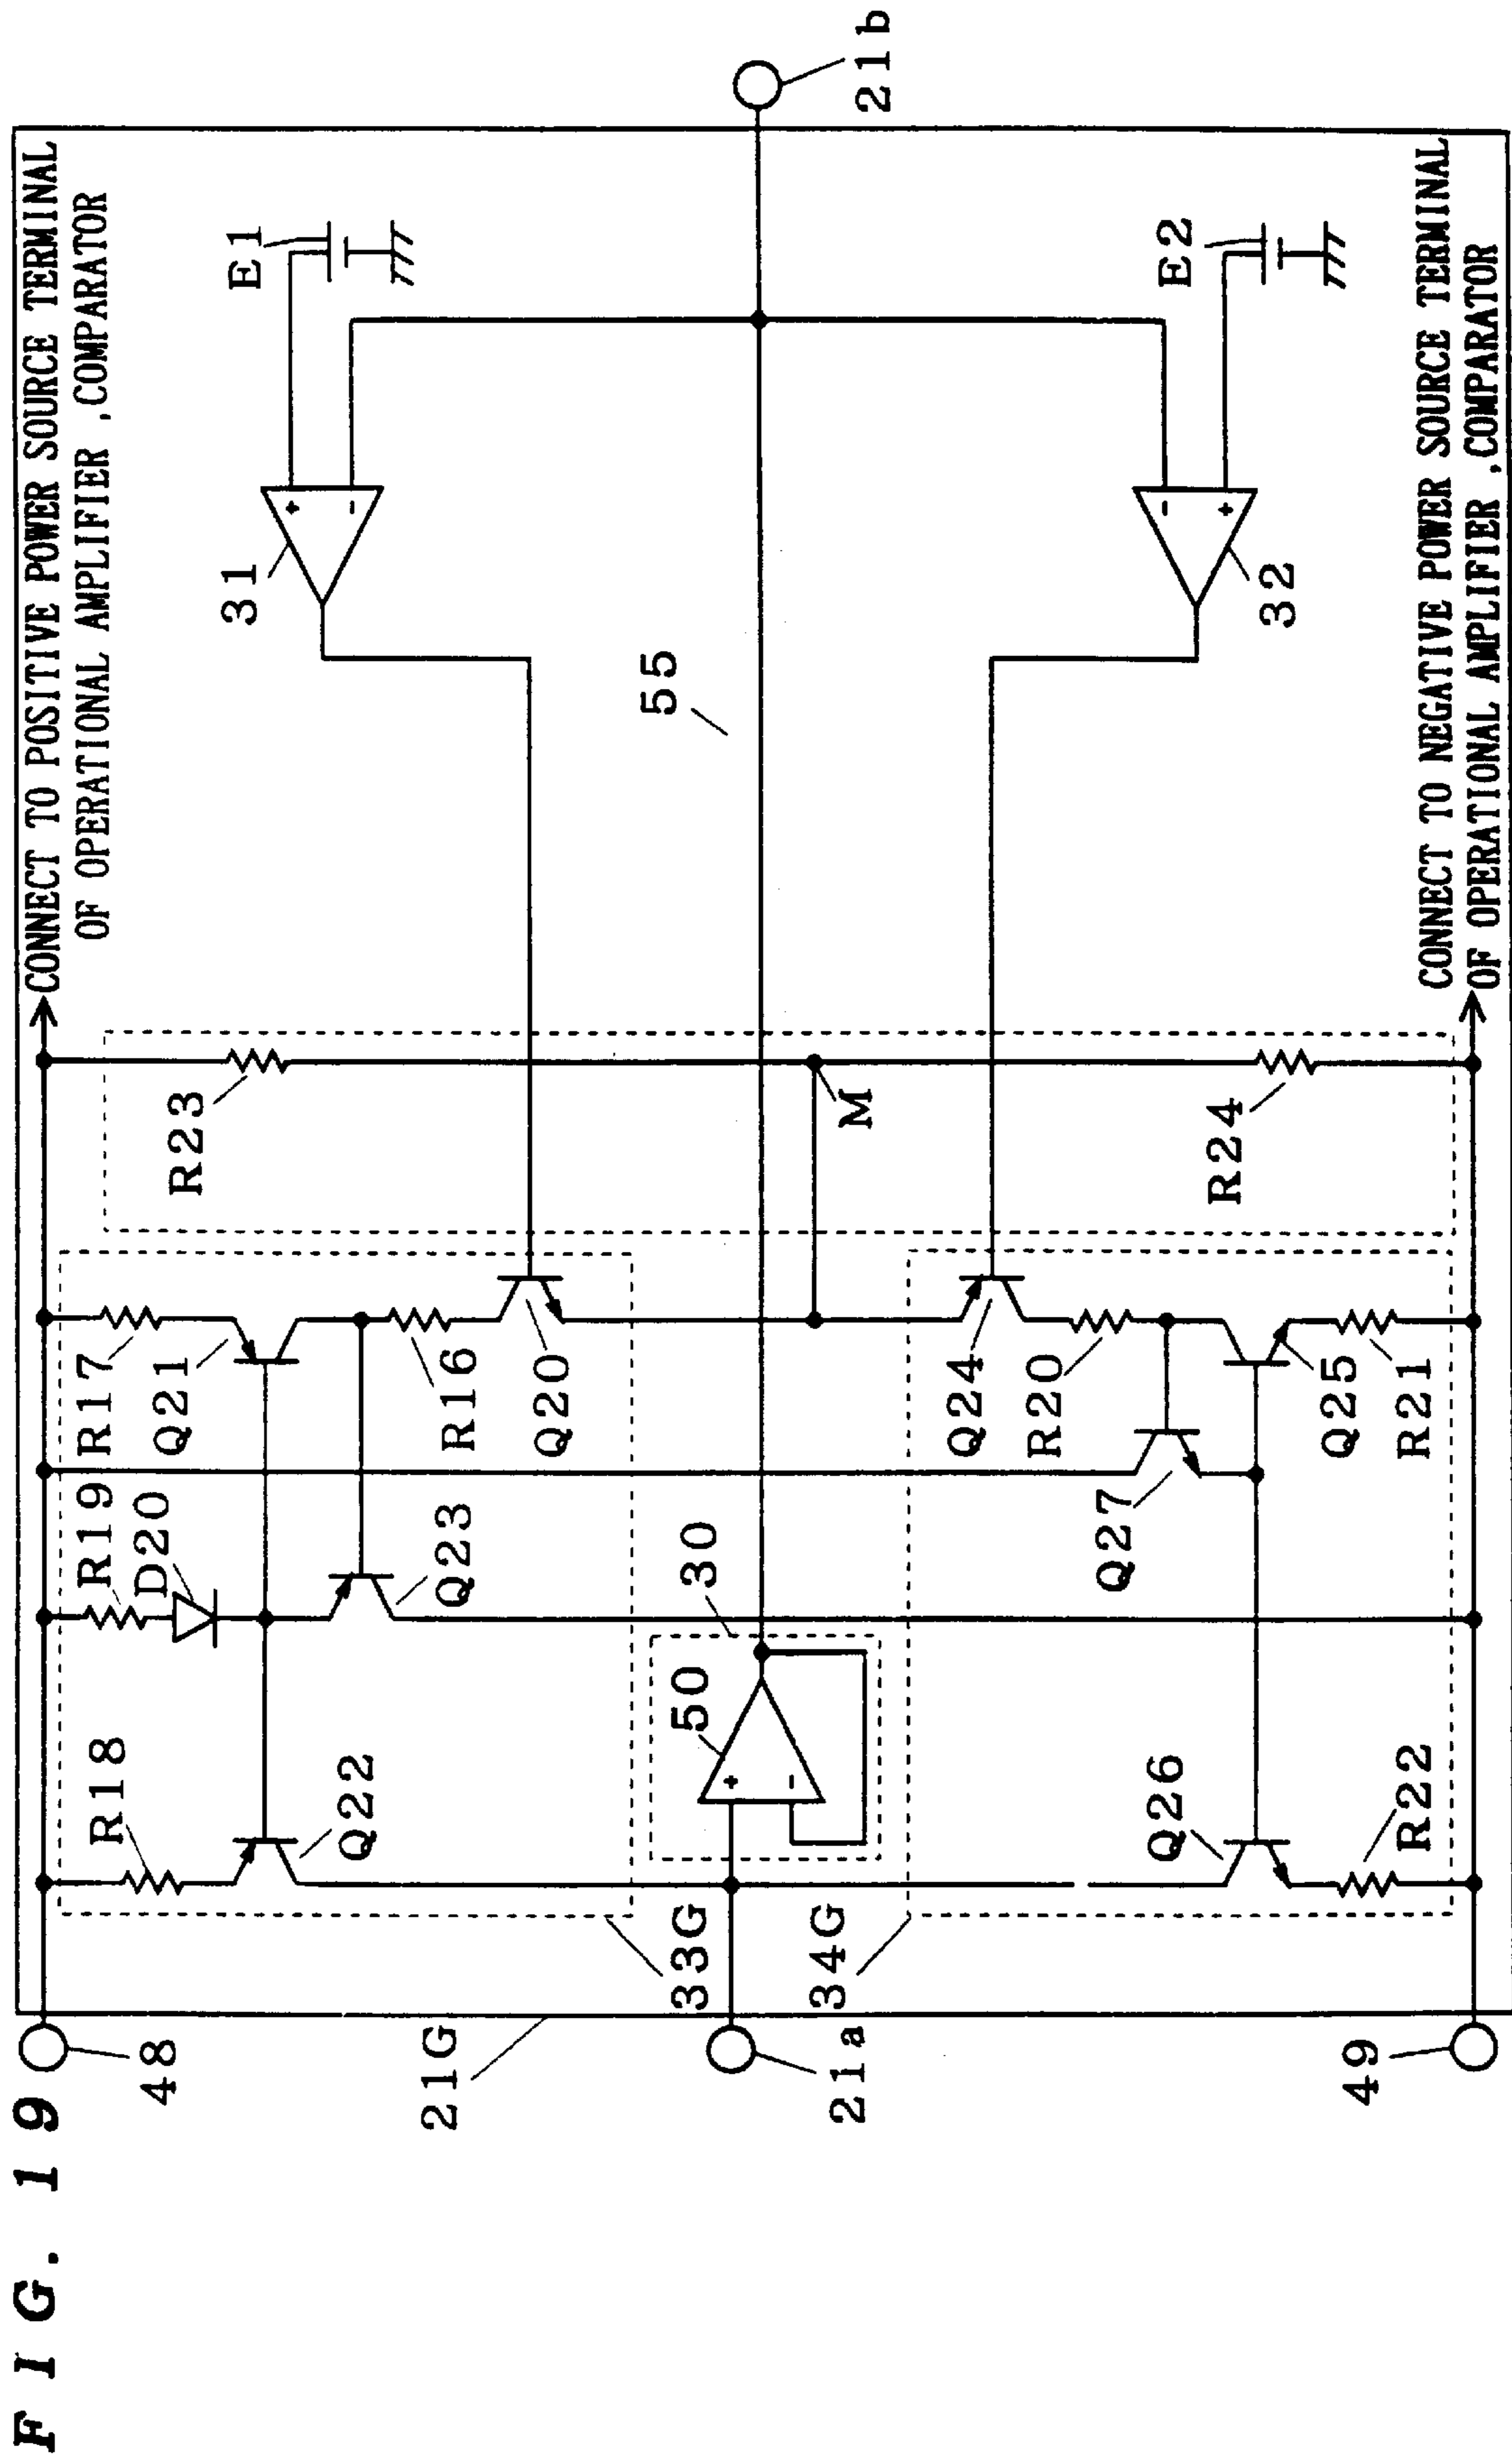 FIG. 19
48
CONNECT TO POSITIVE POWER SOURCE TERMINAL
OF OPERATIONAL AMPLIFIER ,COMPARATOR
R18
R19
D20
R17
Q21
R23
E1
31
+
-
Q22
Q23
R16
Q20
21G
33G
50
+
-
30
55
21a
21b
M
34G
Q26
Q27
Q24
R20
Q25
R24
E2
32
-
+
R22
R21
49
CONNECT TO NEGATIVE POWER SOURCE TERMINAL
OF OPERATIONAL AMPLIFIER ,COMPARATOR